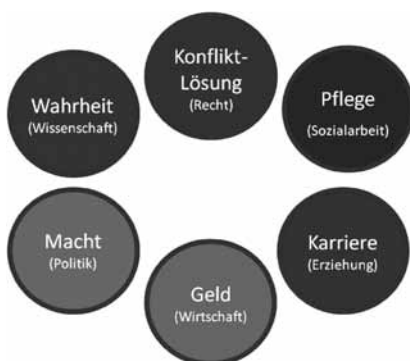 Konflikt-
Lösung
(Recht)
Wahrheit
(Wissenschaft)
Pflege
(Sozialarbeit)
Macht
(Politik)
Karriere
(Erziehung)
Geld
(Wirtschaft)